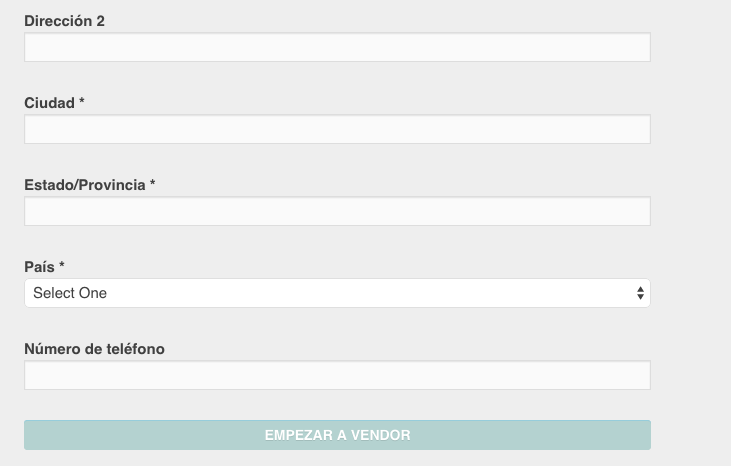 Dirección 2
Ciudad *
Estado/Provincia *
País *
Select One
Número de teléfono
EMPEZAR A VENDOR